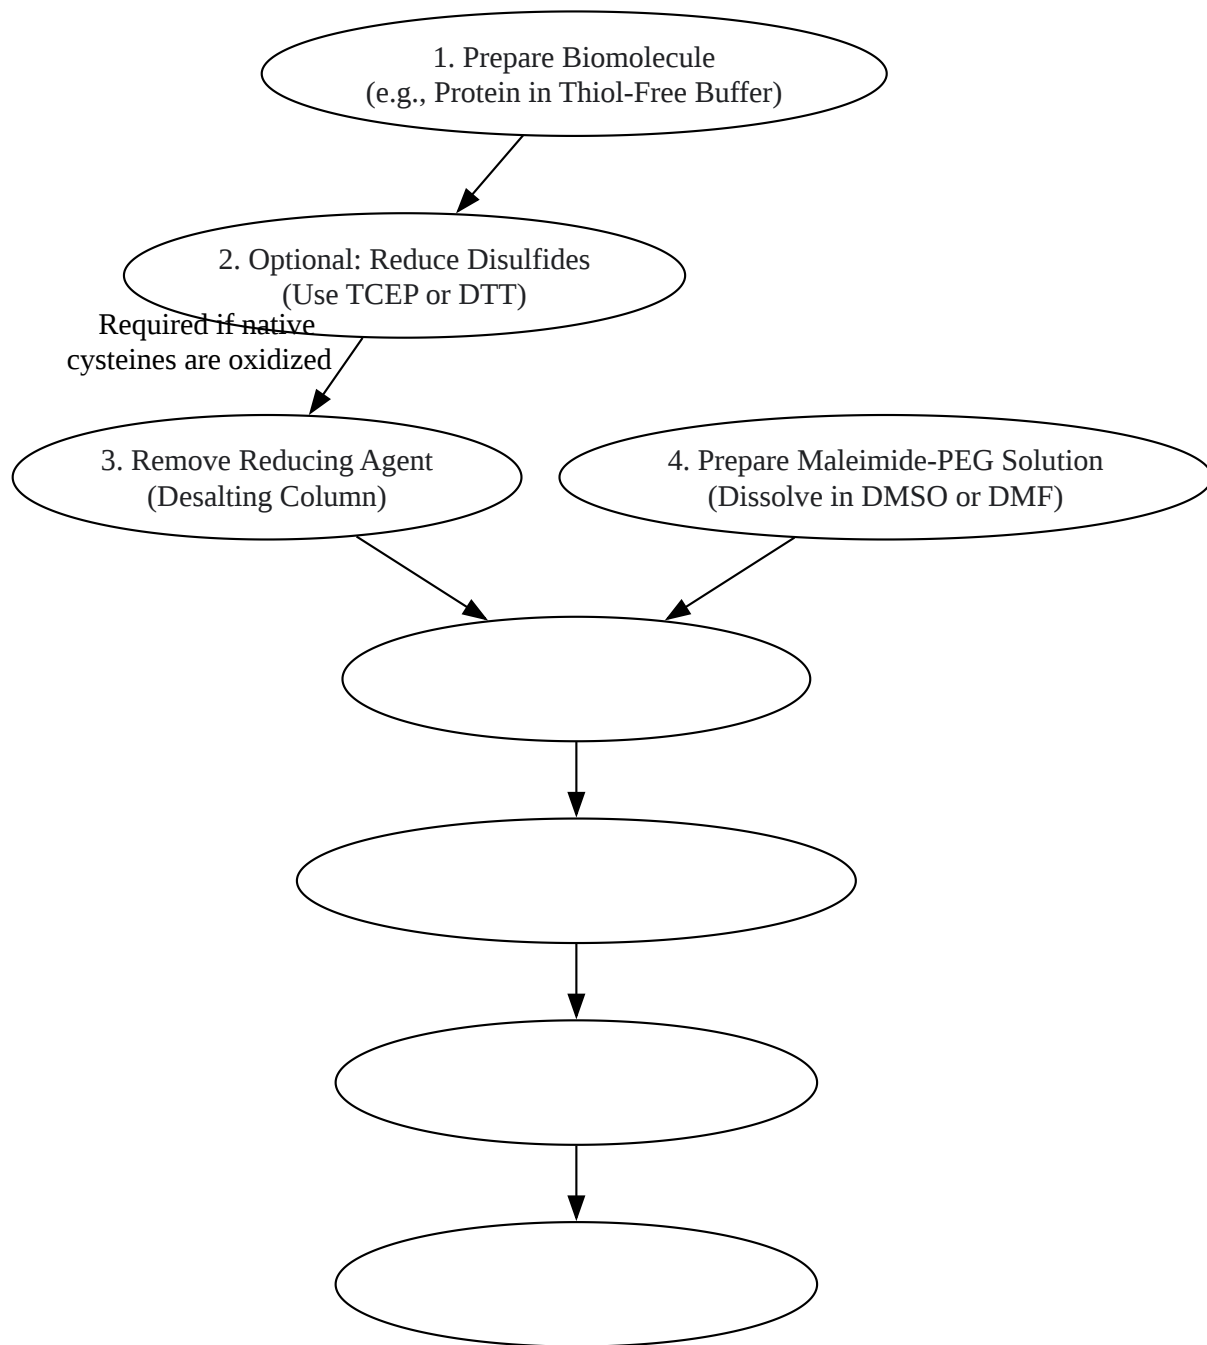 1. Prepare Biomolecule
(e.g., Protein in Thiol-Free Buffer)
2. Optional: Reduce Disulfides
(Use TCEP or DTT)
Required if native
cysteines are oxidized
3. Remove Reducing Agent
(Desalting Column)
4. Prepare Maleimide-PEG Solution
(Dissolve in DMSO or DMF)